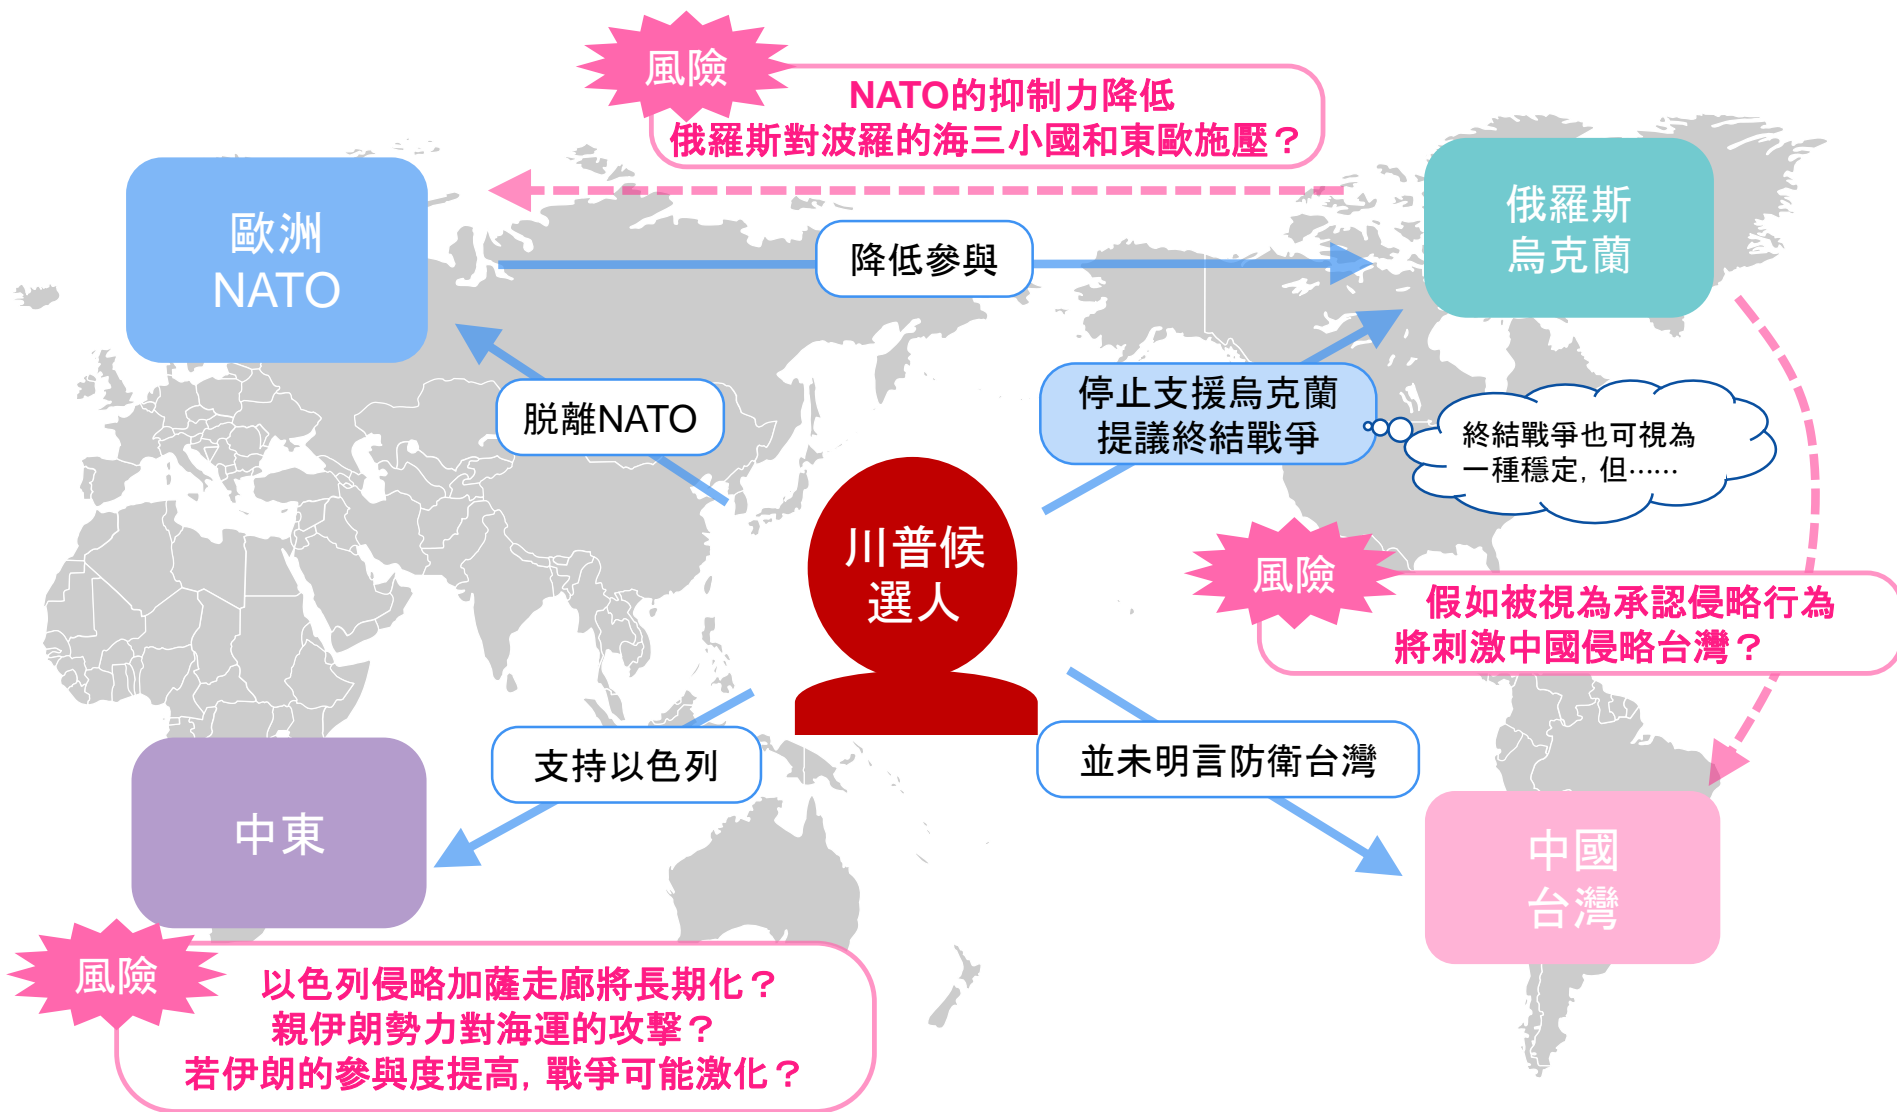 風險
NATO的抑制力降低
俄羅斯對波羅的海三小國和東歐施壓？
歐洲
NATO
俄羅斯
烏克蘭
降低參與
脱離NATO
停止支援烏克蘭
提議終結戰爭
終結戰爭也可視為
一種穩定，但……
川普候
選人
風險
假如被視為承認侵略行為
將刺激中國侵略台灣？
支持以色列
並未明言防衛台灣
中東
中國
台灣
風險
以色列侵略加薩走廊將長期化？
親伊朗勢力對海運的攻擊？
若伊朗的參與度提高，戰爭可能激化？